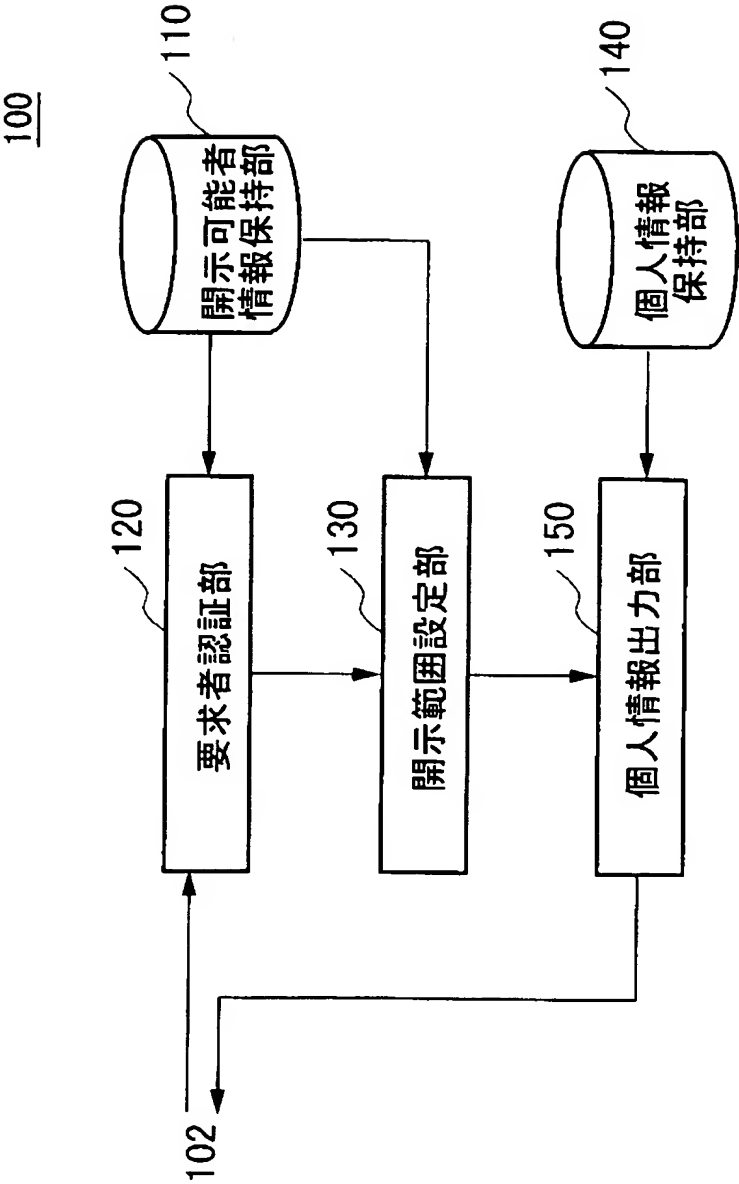 100
110
開示可能者
情報保持部
120
要求者認証部
130
開示範囲設定部
140
個人情報
保持部
150
個人情報出力部
102